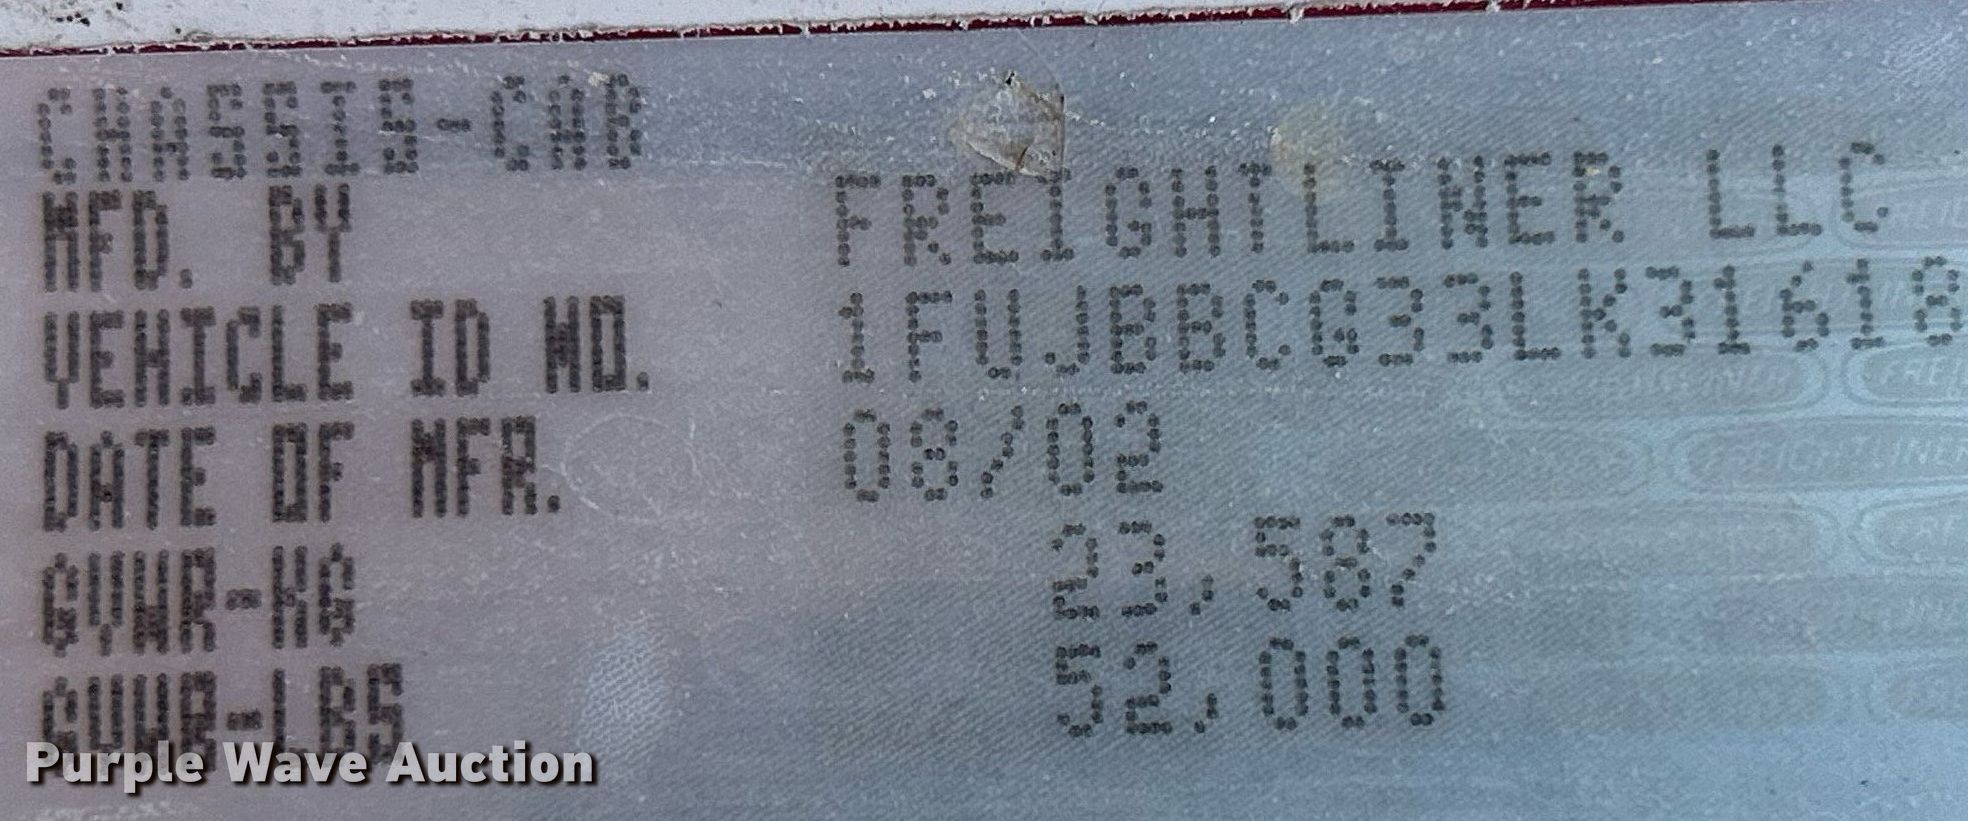 CHASSIS-CAB
MFD. BY FREIGHTLINER LLC
VEHICLE ID NO. 1FUJBBCG33LK31618
DATE OF MFR. 08/02
GVWR-KG 23,587
GVWR-LBS 52,000
Purple Wave Auction